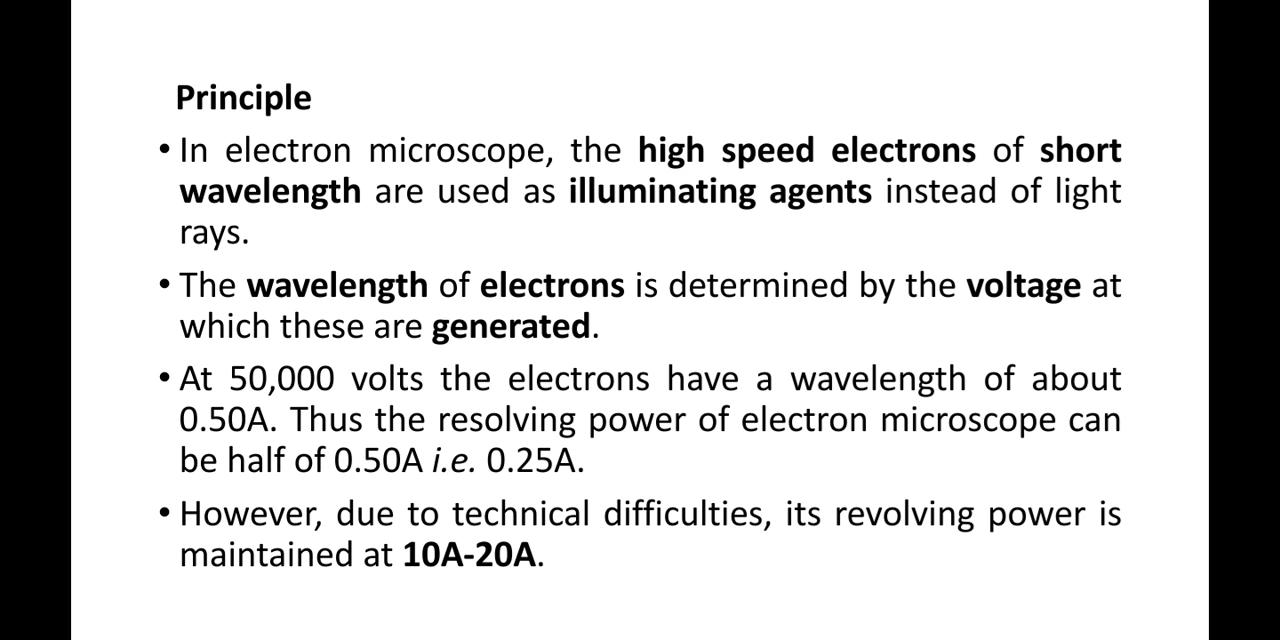 Principle
• In electron microscope, the high speed electrons of short
wavelength are used as illuminating agents instead of light
rays.
• The wavelength of electrons is determined by the voltage at
which these are generated.
• At 50,000 volts the electrons have a wavelength of about
0.50A. Thus the resolving power of electron microscope can
be half of 0.50A i.e. 0.25A.
• However, due to technical difficulties, its revolving power is
maintained at 10A-20A.